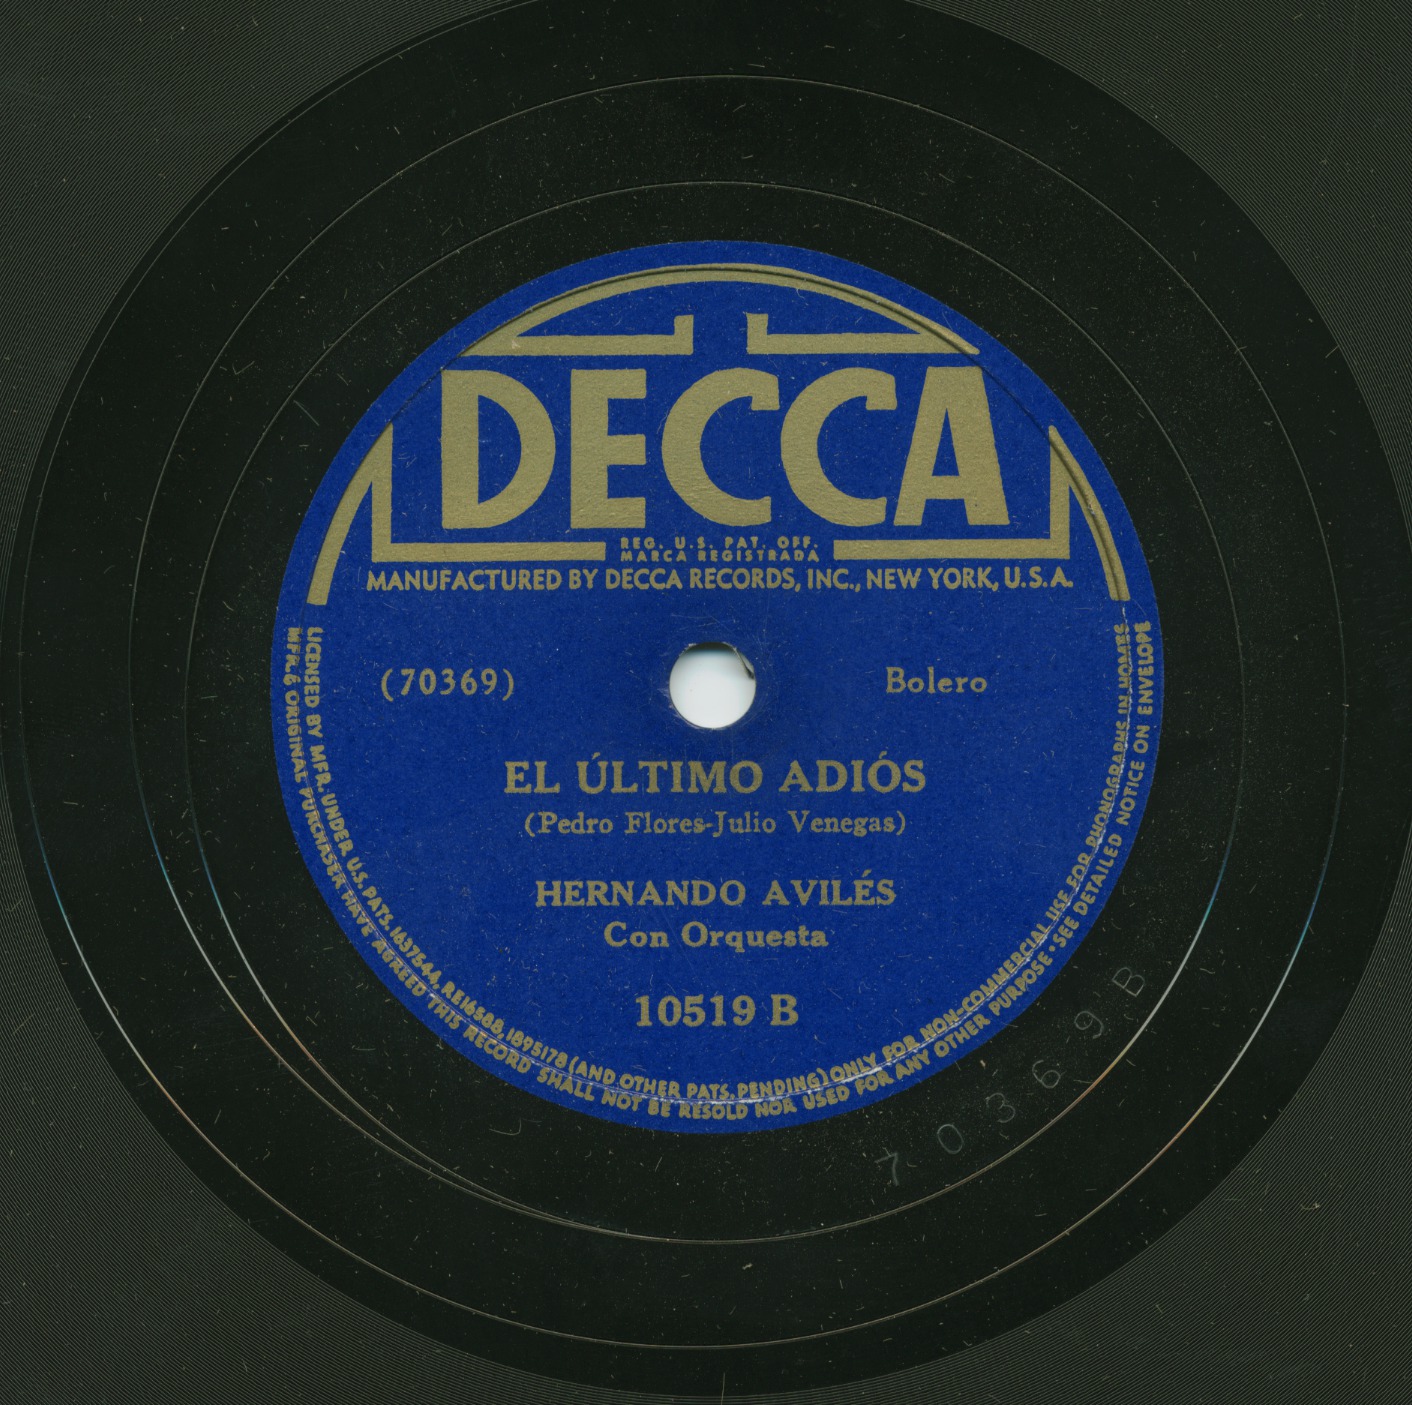 DECCA
REG. U.S. PAT. OFF.
MARCA REGISTRADA
MANUFACTURED BY DECCA RECORDS, INC., NEW YORK, U.S.A.
(70369)
Bolero
EL ÚLTIMO ADIÓS
(Pedro Flores-Julio Venegas)
HERNANDO AVILÉS
Con Orquesta
10519 B
LICENSED BY MFR. UNDER U.S. PATS. 1637544, RE16588, 1895178 (AND OTHER PATS. PENDING) ONLY FOR NON-COMMERCIAL USE FOR PHONOGRAPHS IN HOMES
MFR. & ORIGINAL PURCHASER HAVE AGREED THIS RECORD SHALL NOT BE RESOLD NOR USED FOR ANY OTHER PURPOSE • SEE DETAILED NOTICE ON ENVELOPE
70369 B